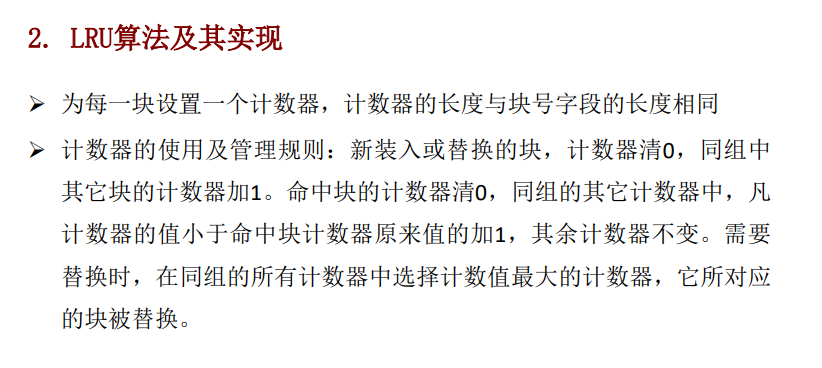 2. LRU算法及其实现
➤ 为每一块设置一个计数器，计数器的长度与块号字段的长度相同
➤ 计数器的使用及管理规则：新装入或替换的块，计数器清0，同组中
其它块的计数器加1。命中块的计数器清0，同组的其它计数器中，凡
计数器的值小于命中块计数器原来值的加1，其余计数器不变。需要
替换时，在同组的所有计数器中选择计数值最大的计数器，它所对应
的块被替换。